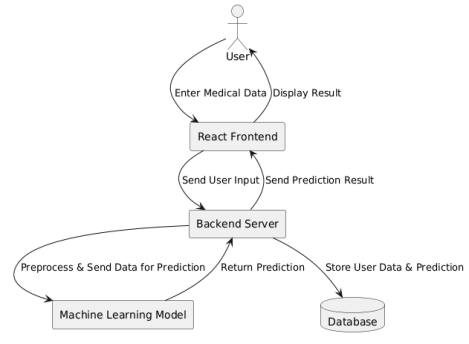 User
Enter Medical Data
Display Result
React Frontend
Send User Input
Send Prediction Result
Backend Server
Preprocess & Send Data for Prediction
Return Prediction
Store User Data & Prediction
Machine Learning Model
Database